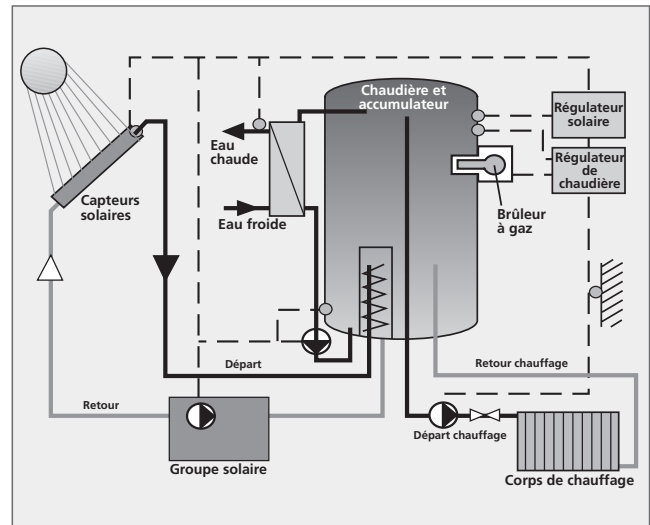 Chaudière et
accumulateur
Régulateur
solaire
Eau
chaude
Régulateur
de
chaudière
Capteurs
solaires
Eau froide
Brûleur
à gaz
Départ
Retour chauffage
Retour
Départ chauffage
Groupe solaire
Corps de chauffage